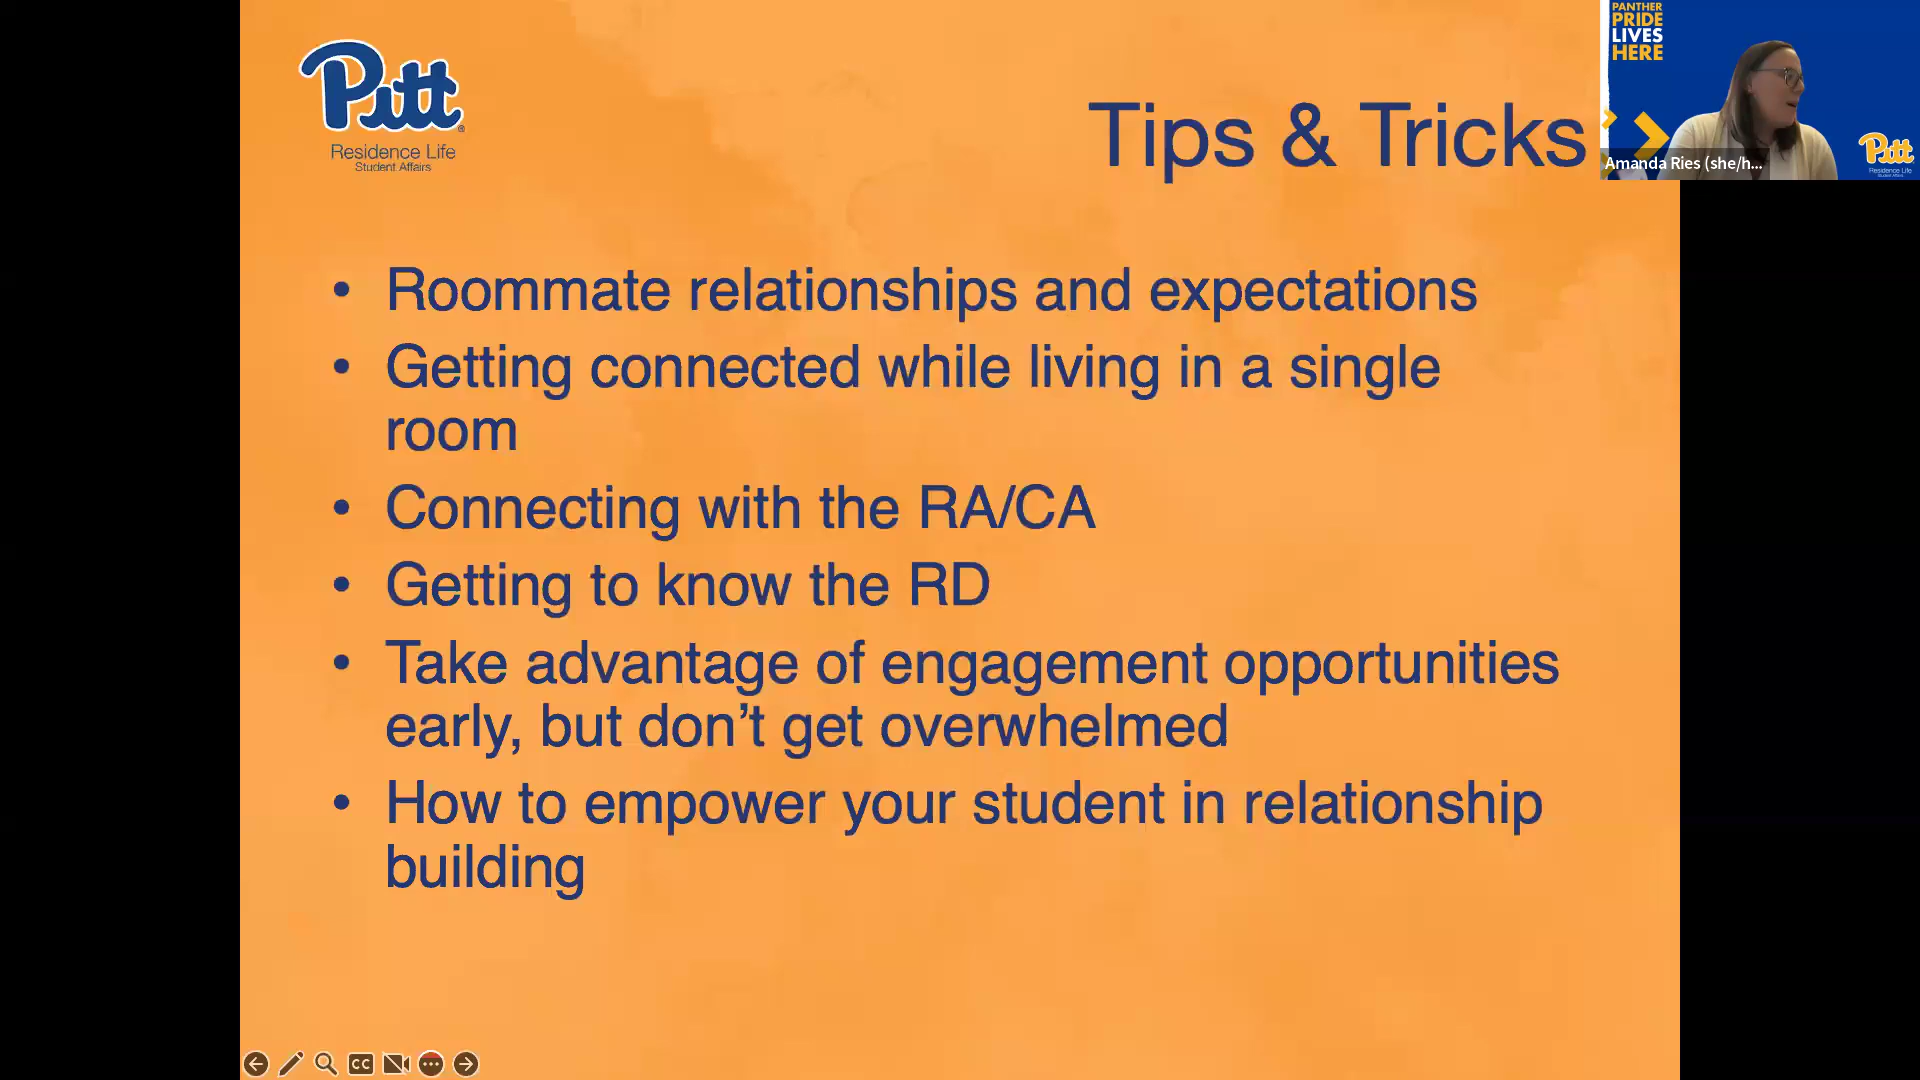 Pitt
Residence Life
Student Affairs
Tips & Tricks
PANTHER
PRIDE
LIVES
HERE
Amanda Ries (she/h...
Pitt
Residence Life
• Roommate relationships and expectations
• Getting connected while living in a single
room
• Connecting with the RA/CA
• Getting to know the RD
• Take advantage of engagement opportunities
early, but don’t get overwhelmed
• How to empower your student in relationship
building
CC